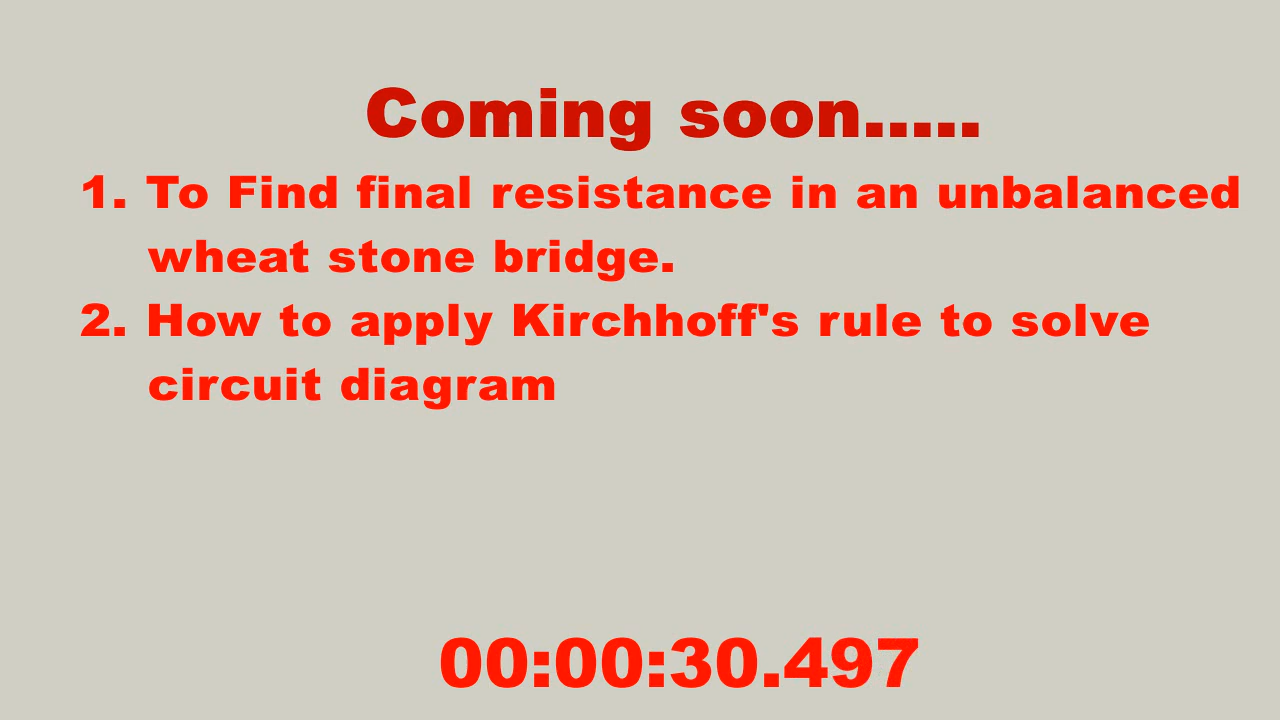 Coming soon.....
1. To Find final resistance in an unbalanced
wheat stone bridge.
2. How to apply Kirchhoff's rule to solve
circuit diagram
00:00:30.497